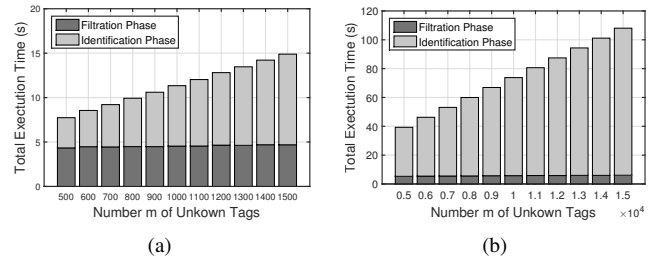 Total Exectution Time (s)
20
15
10
5
0
Filtration Phase
Identification Phase
500 600 700 800 900 1000 1100 1200 1300 1400 1500
Number m of Unkown Tags
(a)
Total Exectution Time (s)
120
100
80
60
40
20
0
Filtration Phase
Identification Phase
0.5 0.6 0.7 0.8 0.9 1 1.1 1.2 1.3 1.4 1.5
Number m of Unkown Tags
×10⁴
(b)